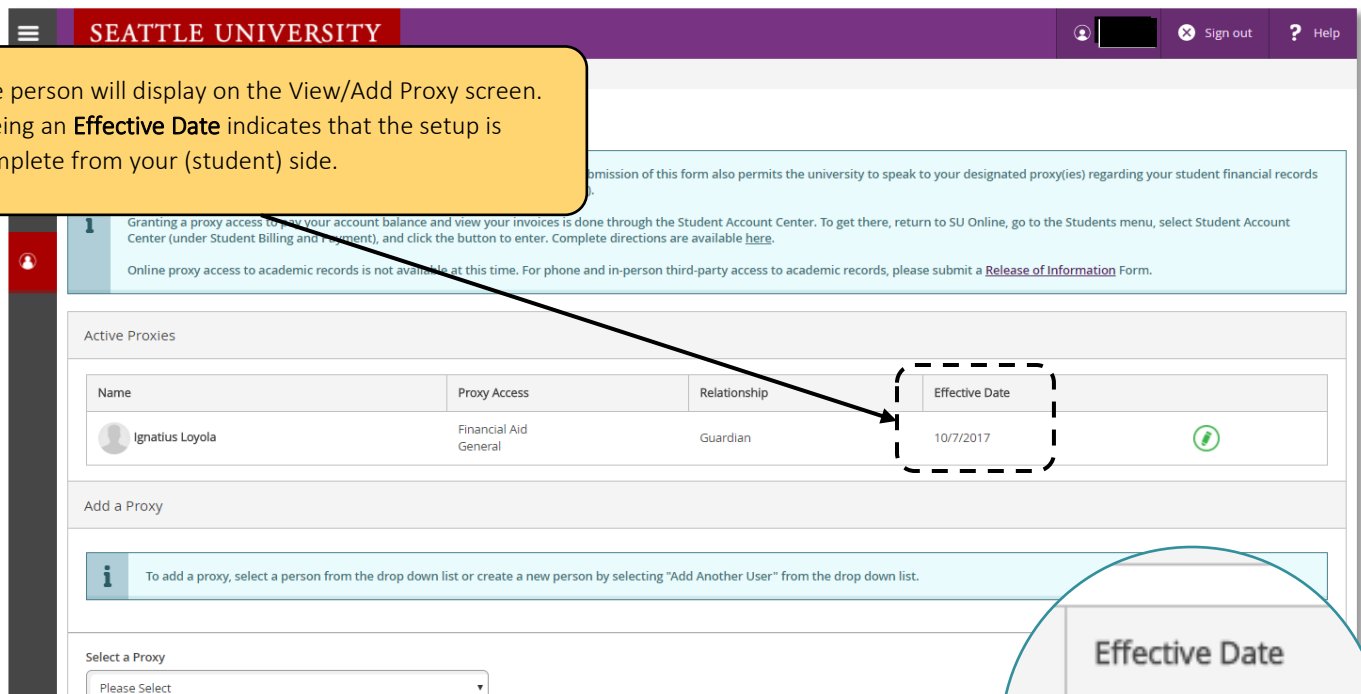 SEATTLE UNIVERSITY
Sign out
? Help
person will display on the View/Add Proxy screen.
an Effective Date indicates that the setup is
from your (student) side.
of this form also permits the university to speak to your designated proxy(ies) regarding your student financial records
).
i
Granting a proxy access to pay your account balance and view your invoices is done through the Student Account Center. To get there, return to SU Online, go to the Students menu, select Student Account
Center (under Student Billing and Payment), and click the button to enter. Complete directions are available here.
Online proxy access to academic records is not available at this time. For phone and in-person third-party access to academic records, please submit a Release of Information Form.
Active Proxies
Name Proxy Access Relationship Effective Date
Ignatius Loyola Financial Aid Guardian 10/7/2017
General
Add a Proxy
i To add a proxy, select a person from the drop down list or create a new person by selecting "Add Another User" from the drop down list.
Select a Proxy
Please Select
Effective Date